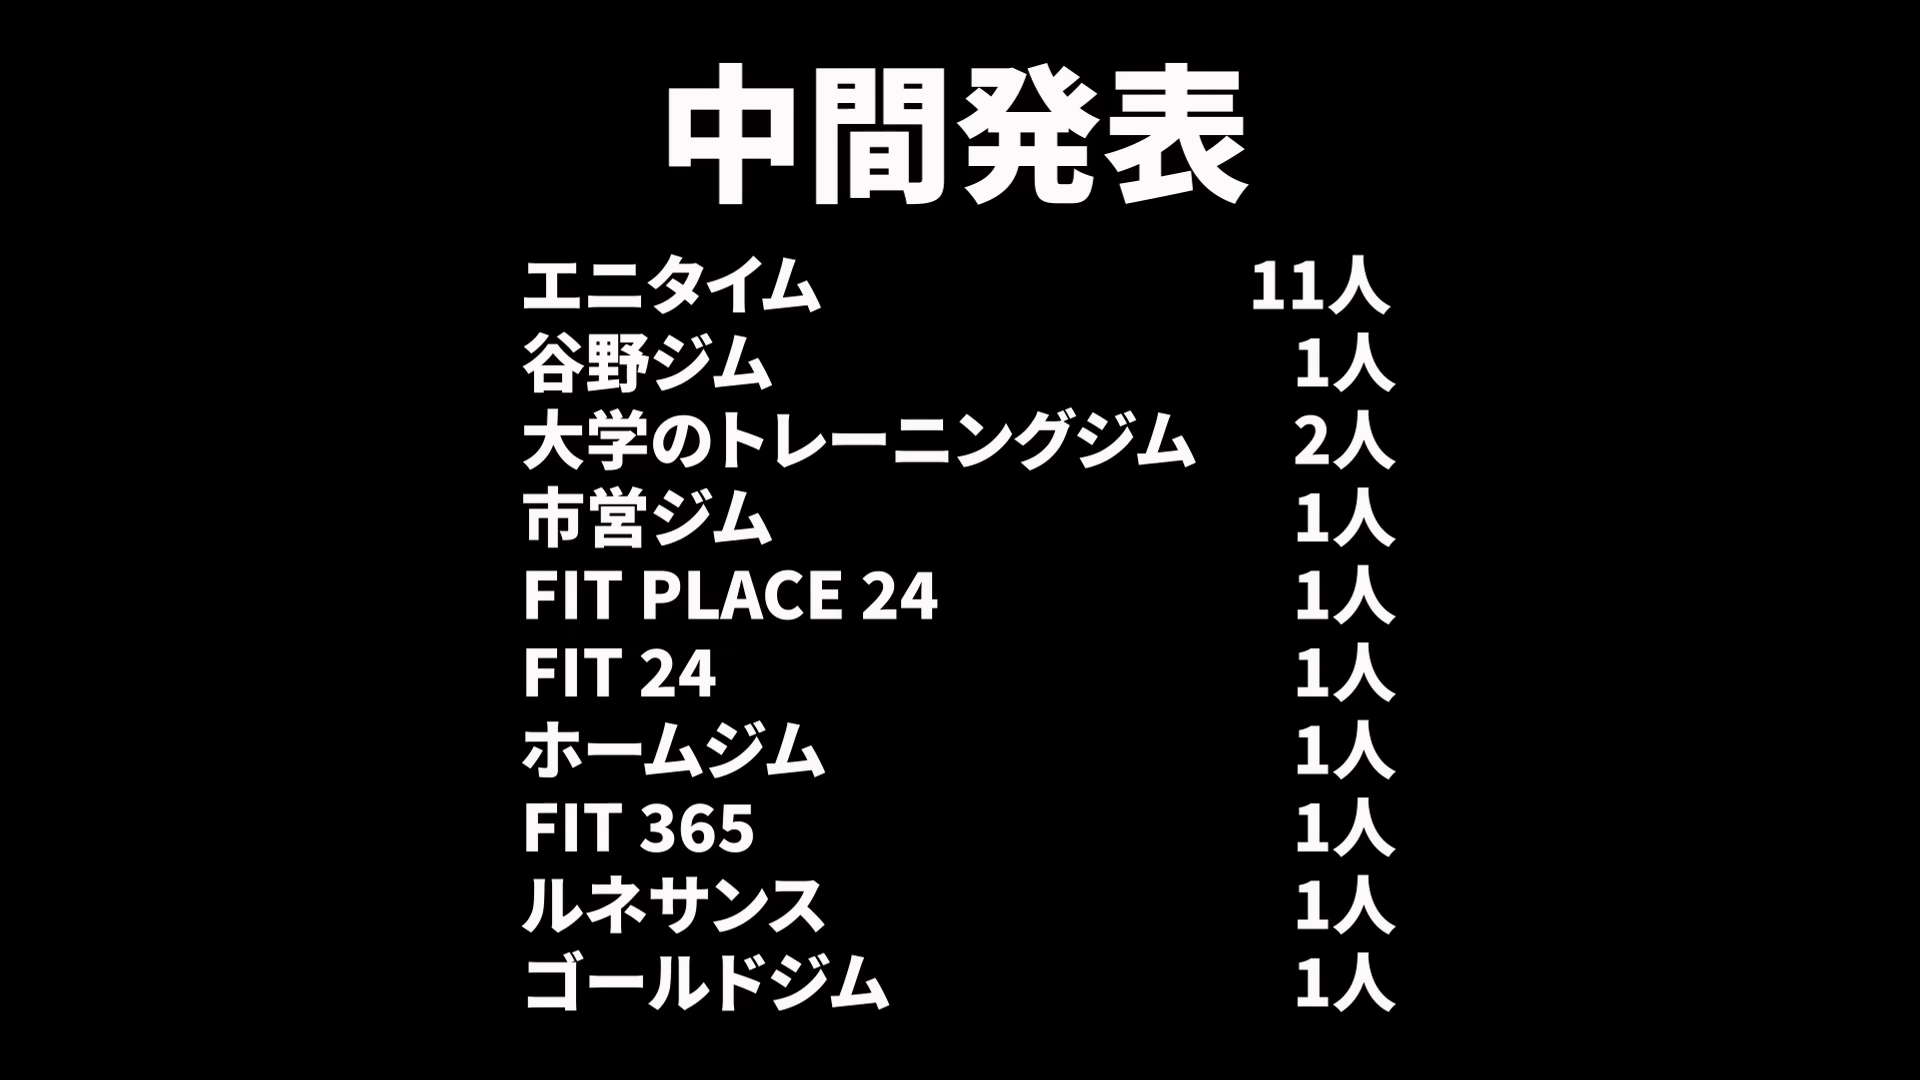 中間発表
エニタイム 11人
谷野ジム 1人
大学のトレーニングジム 2人
市営ジム 1人
FIT PLACE 24 1人
FIT 24 1人
ホームジム 1人
FIT 365 1人
ルネサンス 1人
ゴールドジム 1人